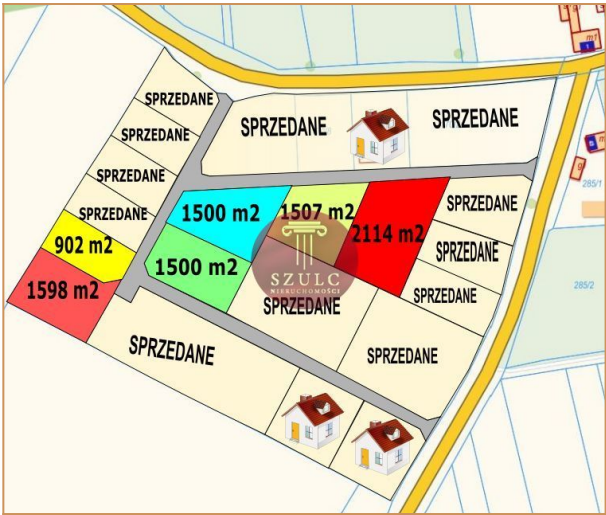 m1
SPRZEDANE
SPRZEDANE
SPRZEDANE
SPRZEDANE
SPRZEDANE
SPRZEDANE
g
285/1
1500 m2
1507 m2
2114 m2
SPRZEDANE
SPRZEDANE
SPRZEDANE
902 m2
1500 m2
1598 m2
SZULC
NIERUCHOMOŚCI
SPRZEDANE
285/2
SPRZEDANE
SPRZEDANE